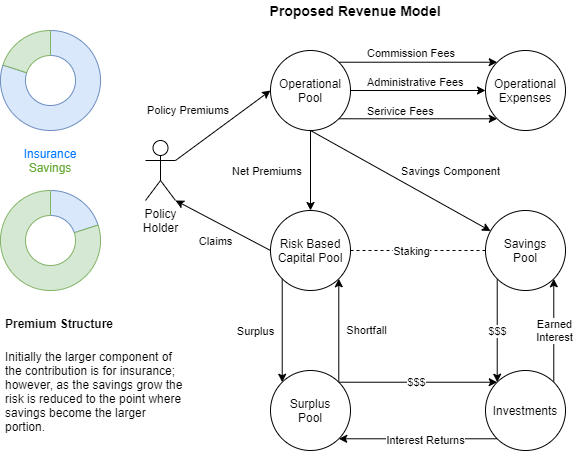 Proposed Revenue Model
Insurance
Savings
Premium Structure
Initially the larger component of
the contribution is for insurance;
however, as the savings grow the
risk is reduced to the point where
savings become the larger
portion.
Policy Premiums
Policy
Holder
Claims
Operational
Pool
Commission Fees
Administrative Fees
Serivice Fees
Operational
Expenses
Net Premiums
Savings Component
Risk Based
Capital Pool
Staking
Savings
Pool
Surplus
Shortfall
$$$
Earned
Interest
Surplus
Pool
$$$
Investments
Interest Returns